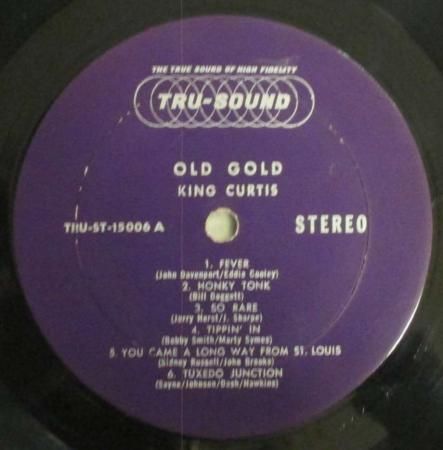 THE TRUE SOUND OF HIGH FIDELITY
TRU-SOUND
OLD GOLD
KING CURTIS
TRU-ST-15006 A
STEREO
1. FEVER
(John Davenport/Eddie Cooley)
2. HONKY TONK
(Bill Doggett)
3. SO RARE
(Jerry Herst/J. Sharpe)
4. TIPPIN' IN
(Bobby Smith/Marty Symes)
5. YOU CAME A LONG WAY FROM ST. LOUIS
(Sidney Russell/John Brooks)
6. TUXEDO JUNCTION
(Sayne/Johnson/Dash/Hawkins)